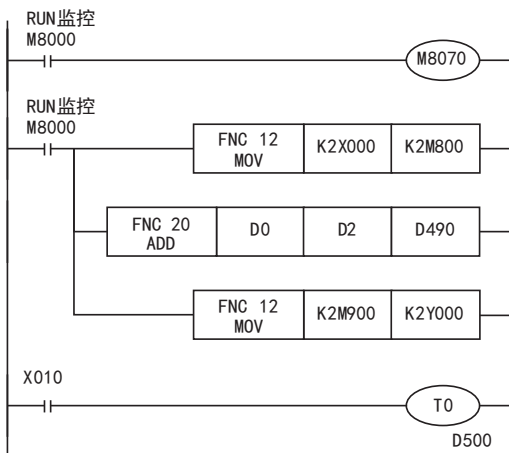 RUN监控
M8000
M8070
RUN监控
M8000
FNC 12
MOV
K2X000
K2M800
FNC 20
ADD
D0
D2
D490
FNC 12
MOV
K2M900
K2Y000
X010
T0
D500